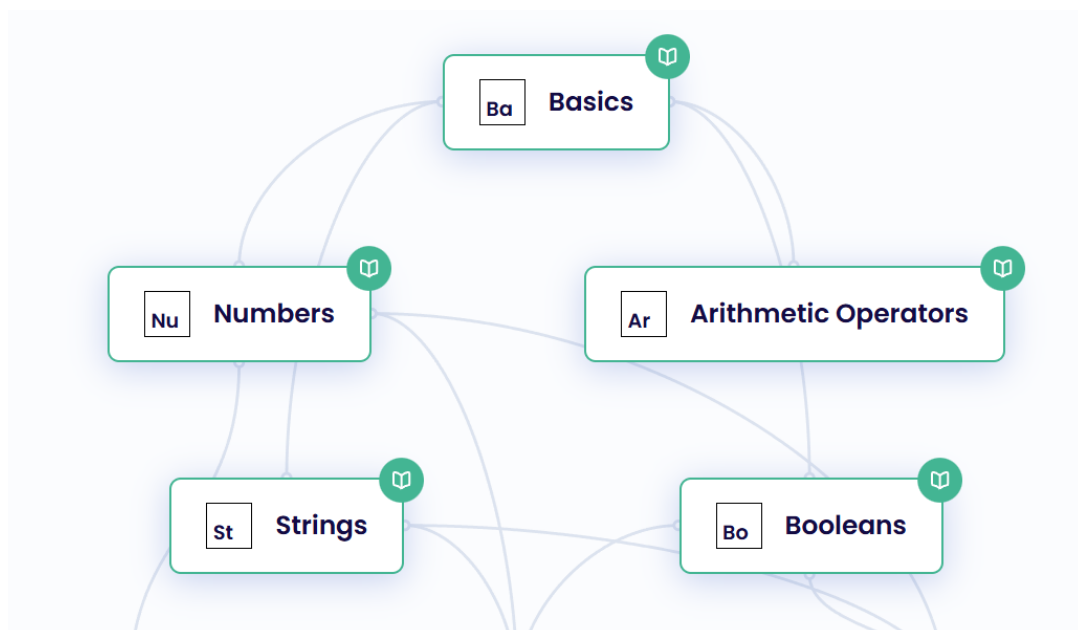 Ba Basics
Nu Numbers
Ar Arithmetic Operators
St Strings
Bo Booleans